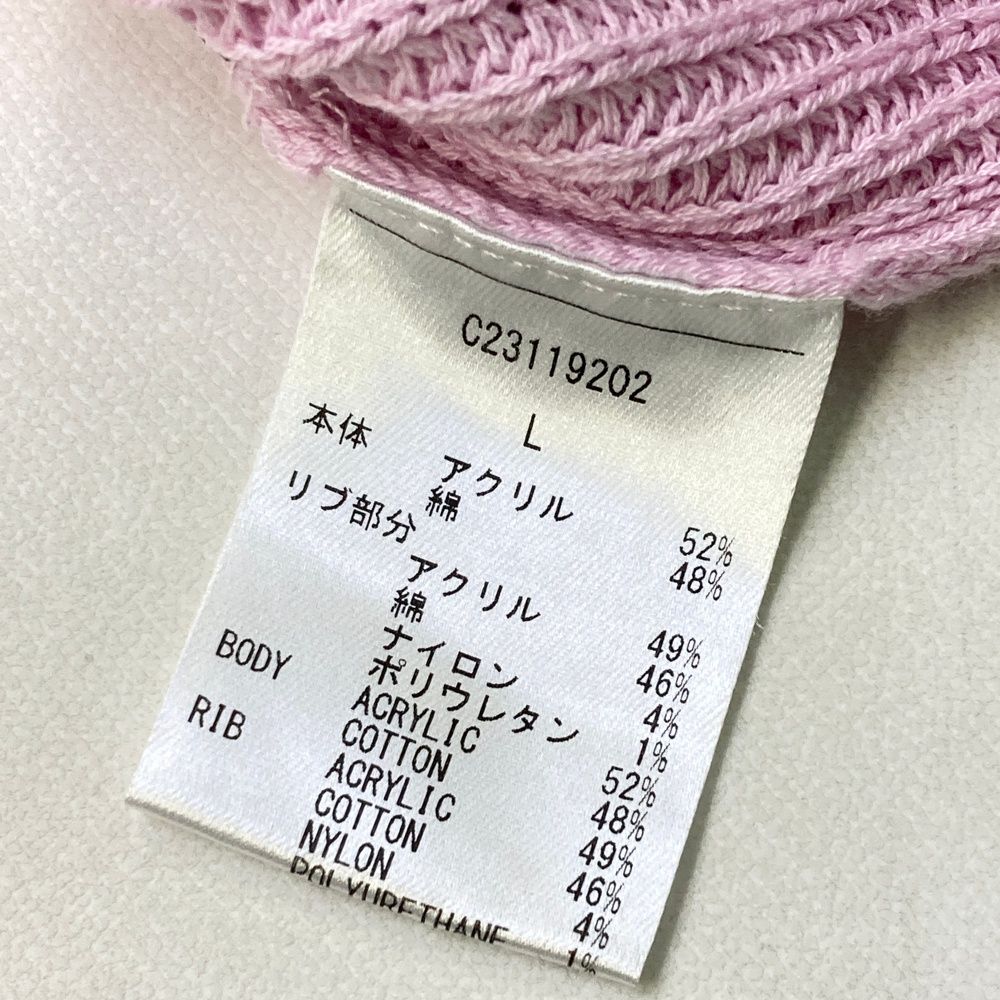 C23119202
L
本体
アクリル 52%
綿 48%
リブ部分
アクリル 49%
綿 46%
ナイロン 4%
ポリウレタン 1%
BODY ACRYLIC 52%
COTTON 48%
RIB ACRYLIC 49%
COTTON 46%
NYLON 4%
POLYURETHANE 1%